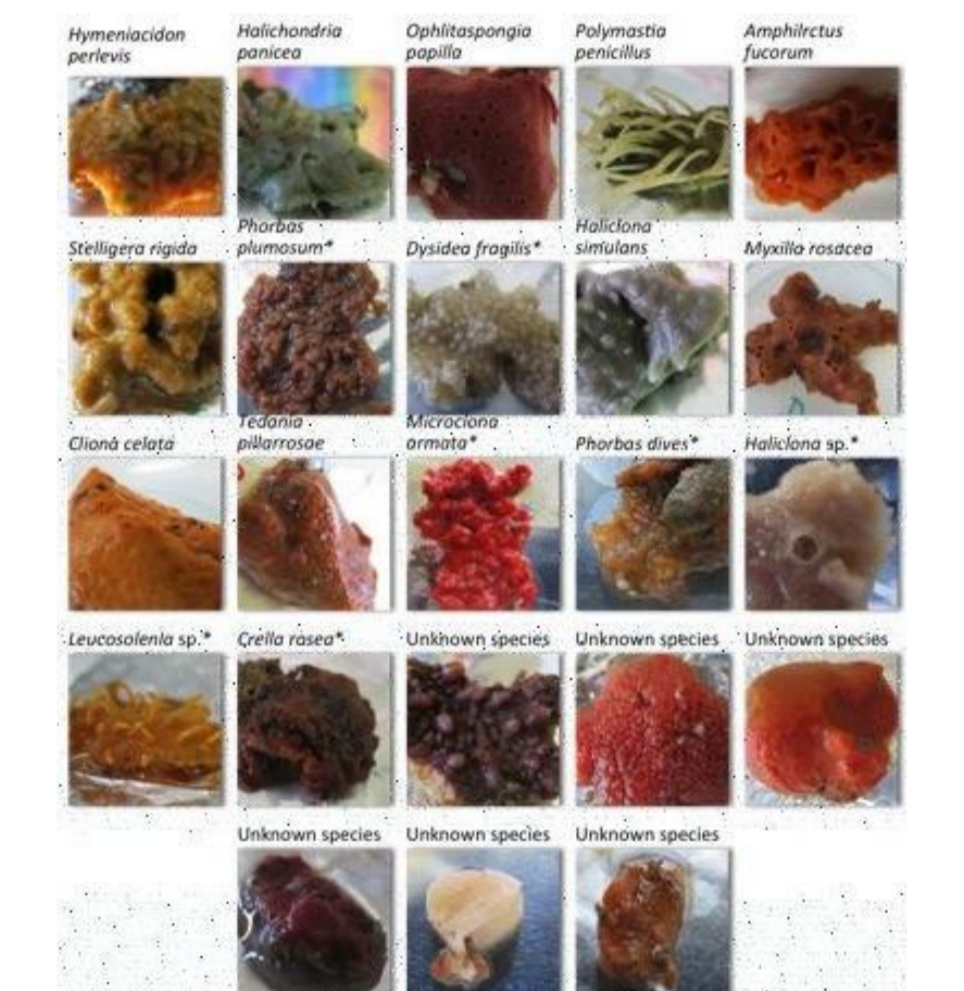 Hymeniacidon
perlevis
Halichondria
panicea
Ophlitaspongia
papilla
Polymastia
penicillus
Amphilrctus
fucorum
Stelligera rigida
Phorbas
plumosum*
Dysidea fragilis*
Haliclona
simulans
Myxilla rosacea
Cliona celata
Tedania
pillarrosae
Microciona
armata*
Phorbas dives*
Haliclona sp.*
Leucosolenia sp.*
Crella rosea*
Unknown species
Unknown species
Unknown species
Unknown species
Unknown species
Unknown species